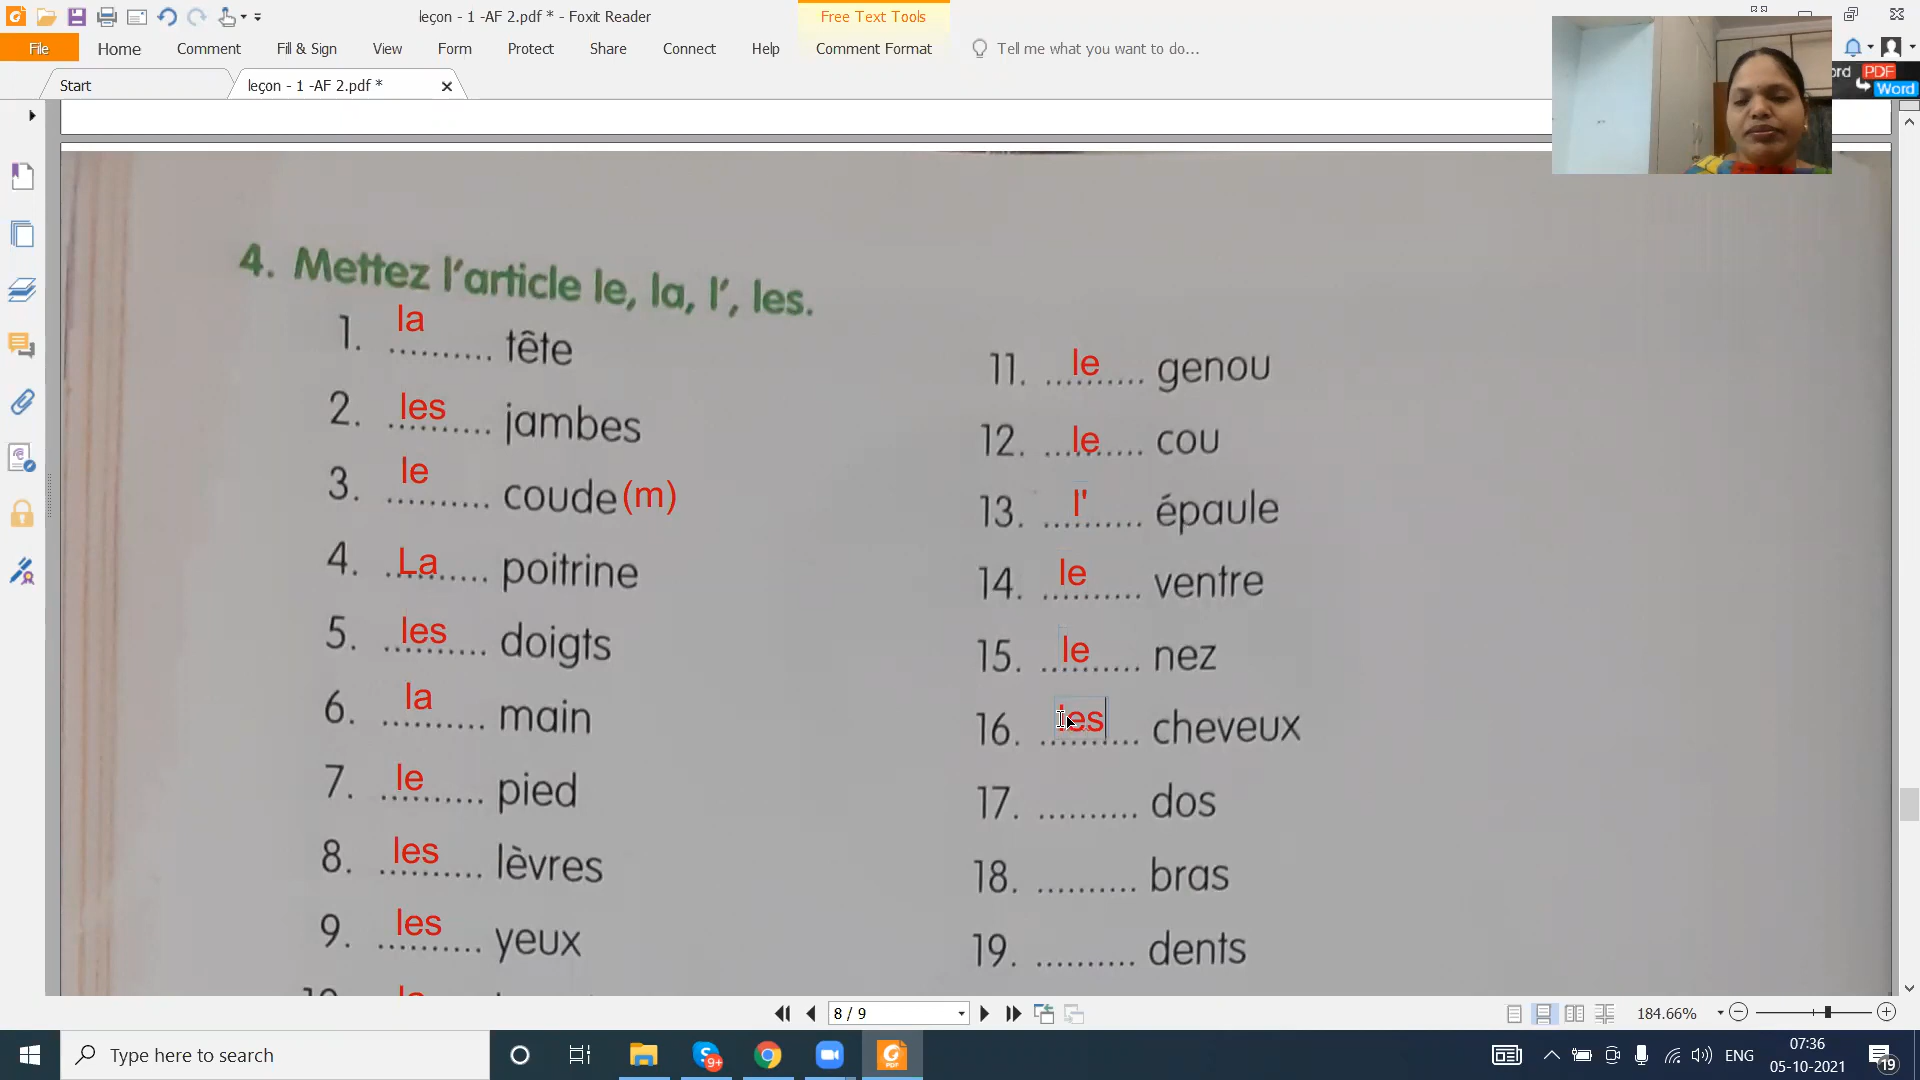 leçon - 1 -AF 2.pdf * - Foxit Reader
Free Text Tools
File Home Comment Fill & Sign View Form Protect Share Connect Help Comment Format Tell me what you want to do...
Start
leçon - 1 -AF 2.pdf *
ord PDF
Word
4. Mettez l'article le, la, l', les.
1. la .......... tête
2. les .......... jambes
3. le .......... coude (m)
4. La .......... poitrine
5. les .......... doigts
6. la .......... main
7. le .......... pied
8. les .......... lèvres
9. les .......... yeux
11. le .......... genou
12. le .......... cou
13. l' .......... épaule
14. le .......... ventre
15. le .......... nez
16. les .......... cheveux
17. .......... dos
18. .......... bras
19. .......... dents
8 / 9
184.66%
Type here to search
9+
PDF
ENG
07:36
05-10-2021
19